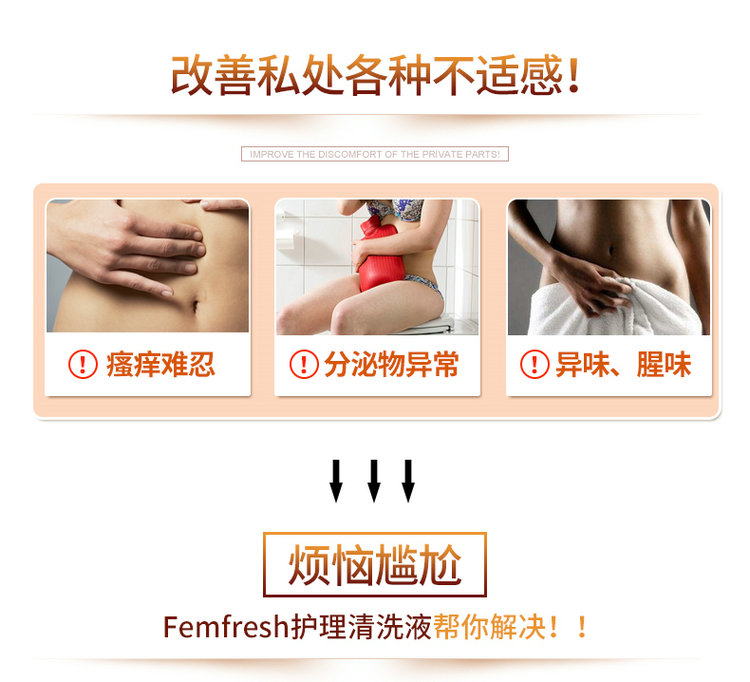 改善私处各种不适感！
IMPROVE THE DISCOMFORT OF THE PRIVATE PARTS!
! 瘙痒难忍
! 分泌物异常
! 异味、腥味
烦恼尴尬
Femfresh护理清洗液帮你解决！！